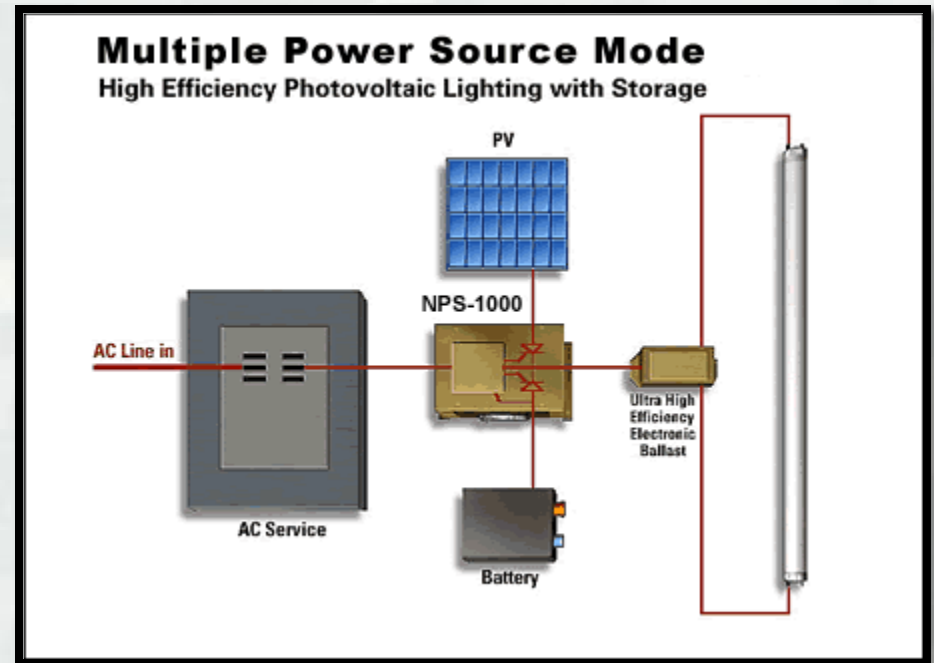 Multiple Power Source Mode
High Efficiency Photovoltaic Lighting with Storage
PV
NPS-1000
AC Line in
Ultra High
Efficiency
Electronic
Ballast
AC Service
Battery